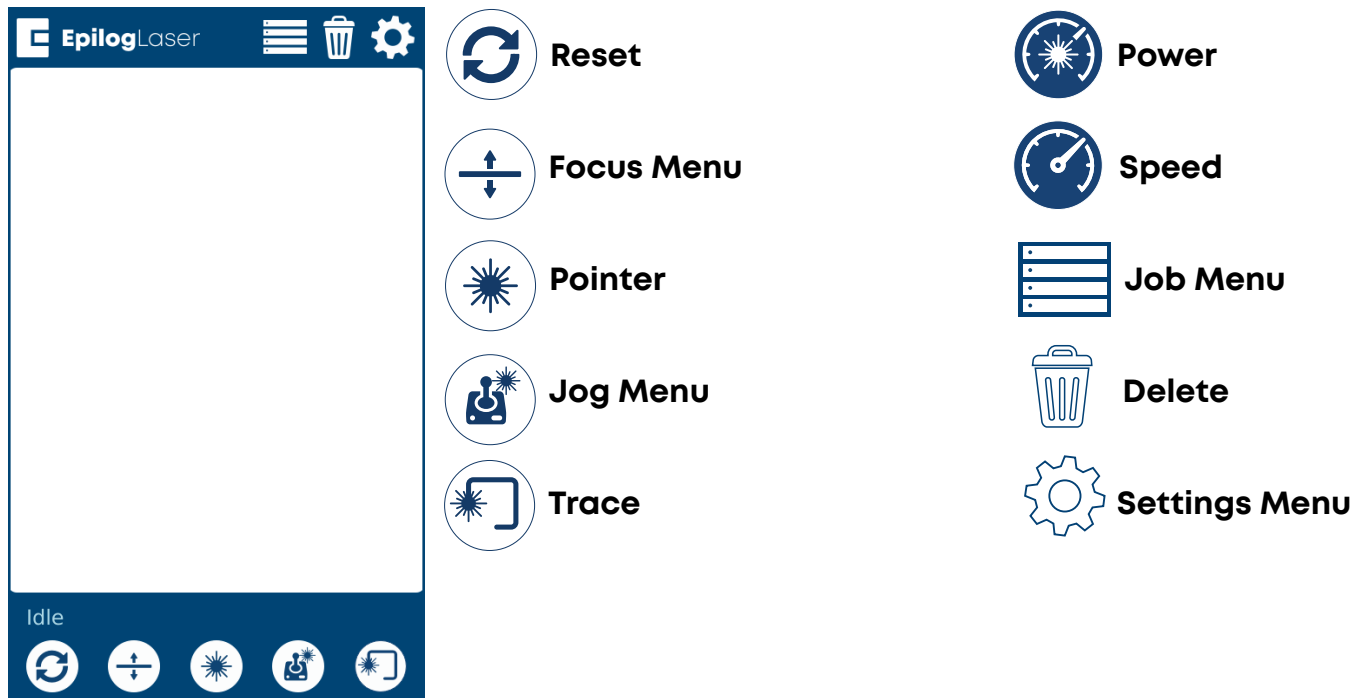 EpilogLaser
Idle
Reset
Focus Menu
Pointer
Jog Menu
Trace
Power
Speed
Job Menu
Delete
Settings Menu